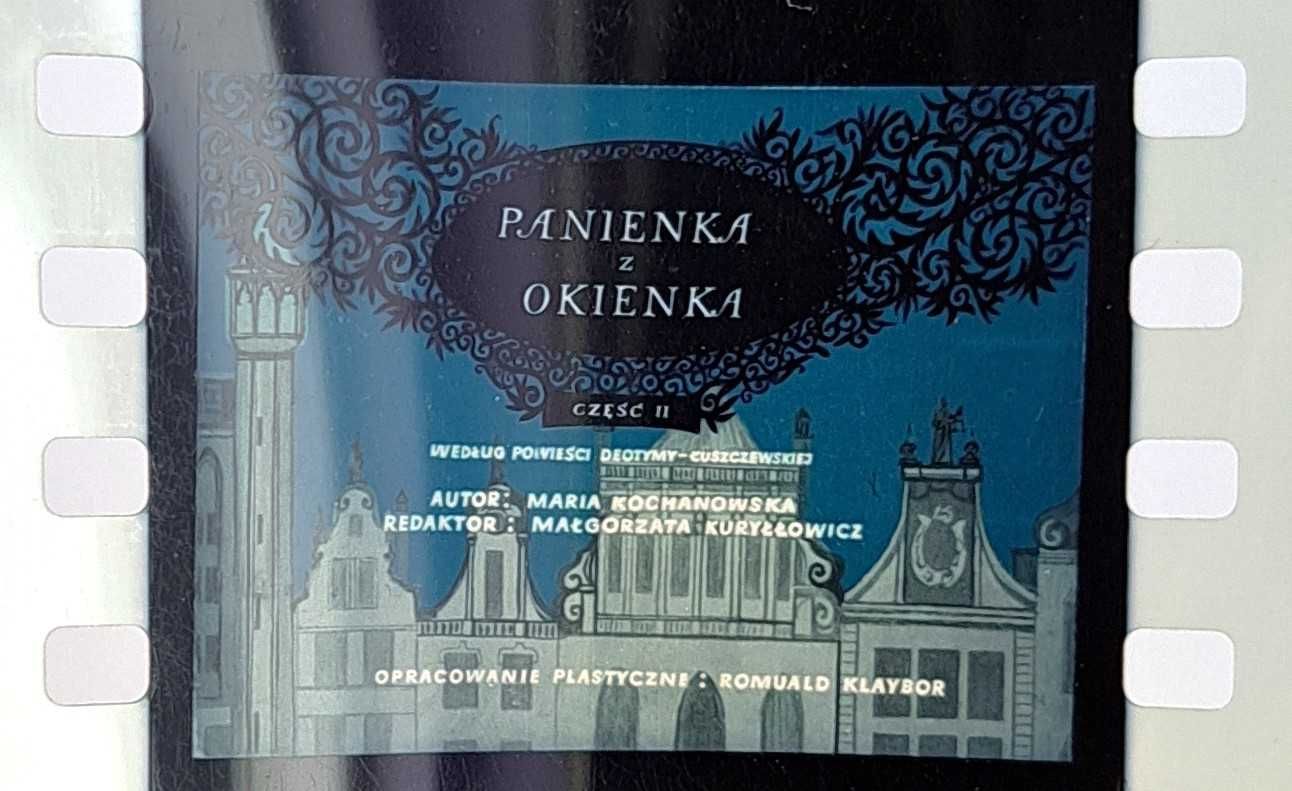 PANIENKA
Z
OKIENKA
CZĘŚĆ II
WEDŁUG POWIEŚCI DEOTYMY-ŁUSZCZEWSKIEJ
AUTOR: MARIA KOCHANOWSKA
REDAKTOR: MAŁGORZATA KURYŁŁOWICZ
OPRACOWANIE PLASTYCZNE: ROMUALD KLAYBOR